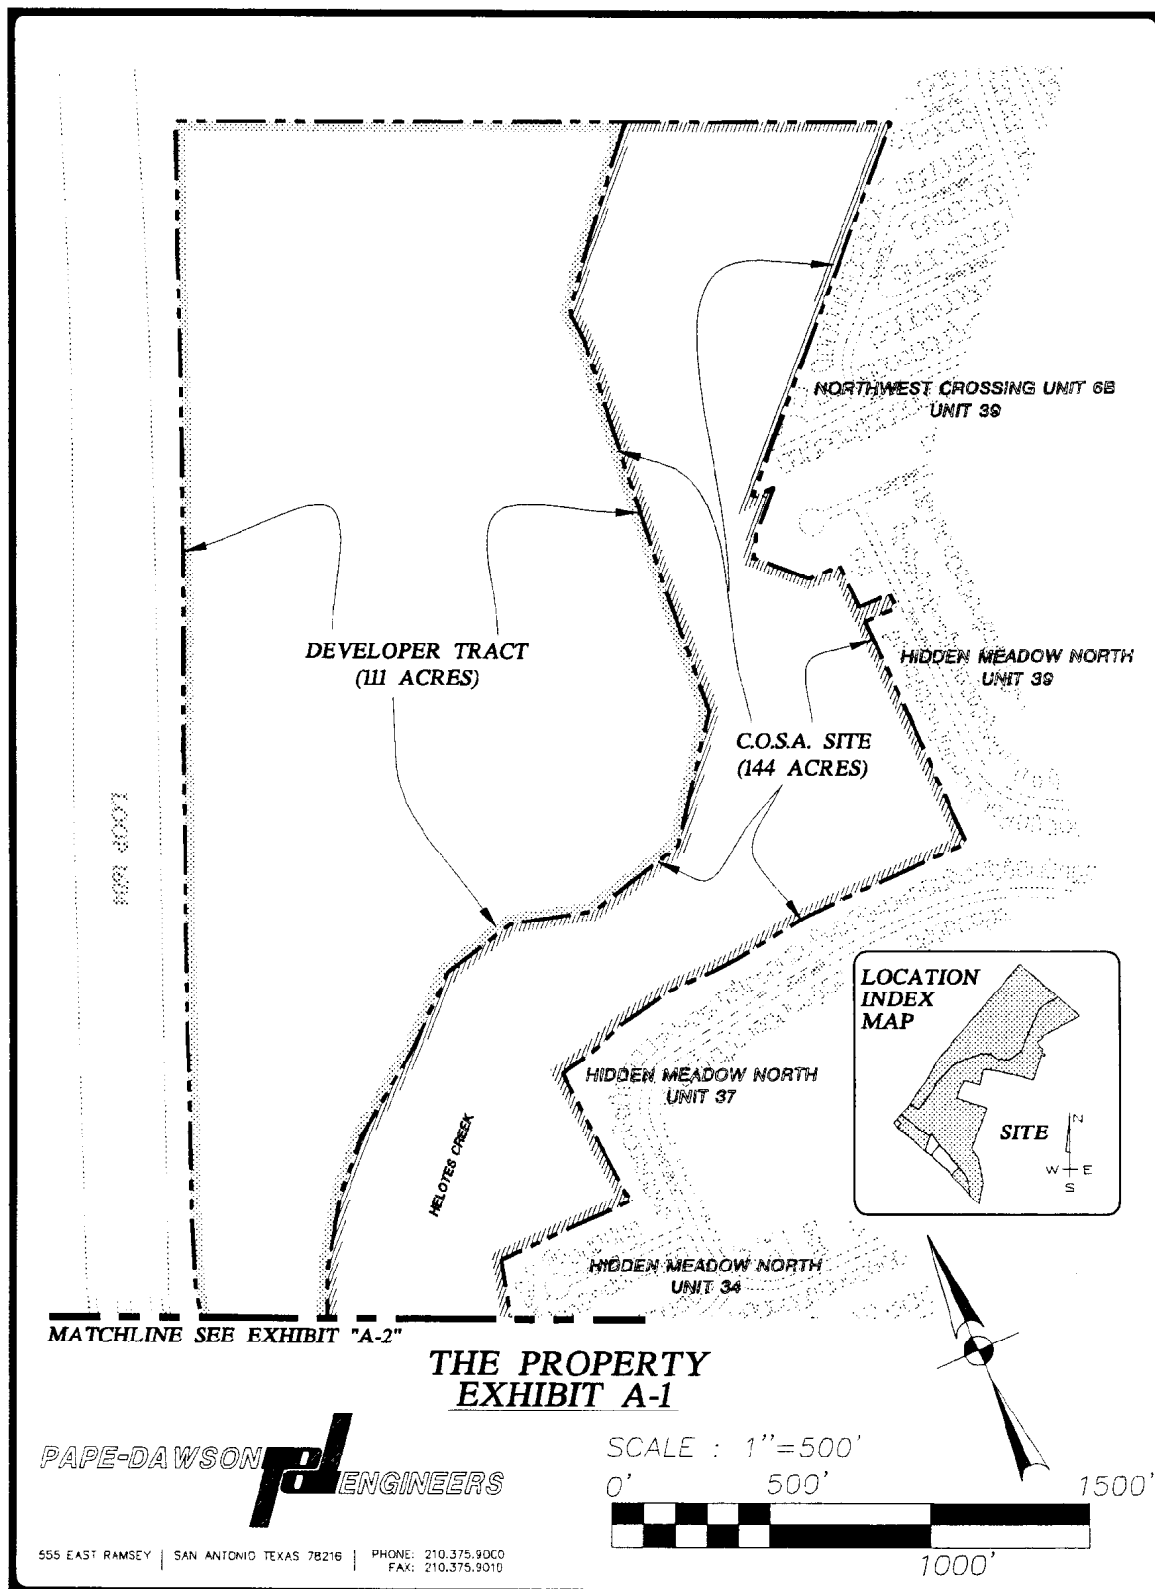 NORTHWEST CROSSING UNIT 6B
UNIT 39
DEVELOPER TRACT
(111 ACRES)
HIDDEN MEADOW NORTH
UNIT 39
C.O.S.A. SITE
(144 ACRES)
LOOP 1604
LOCATION
INDEX
MAP
SITE
N
W E
S
HIDDEN MEADOW NORTH
UNIT 37
HELOTES CREEK
HIDDEN MEADOW NORTH
UNIT 34
MATCHLINE SEE EXHIBIT "A-2"
THE PROPERTY
EXHIBIT A-1
PAPE-DAWSON
pd
ENGINEERS
SCALE : 1"=500'
0' 500' 1500'
1000'
555 EAST RAMSEY | SAN ANTONIO TEXAS 78216 | PHONE: 210.375.9000
FAX: 210.375.9010